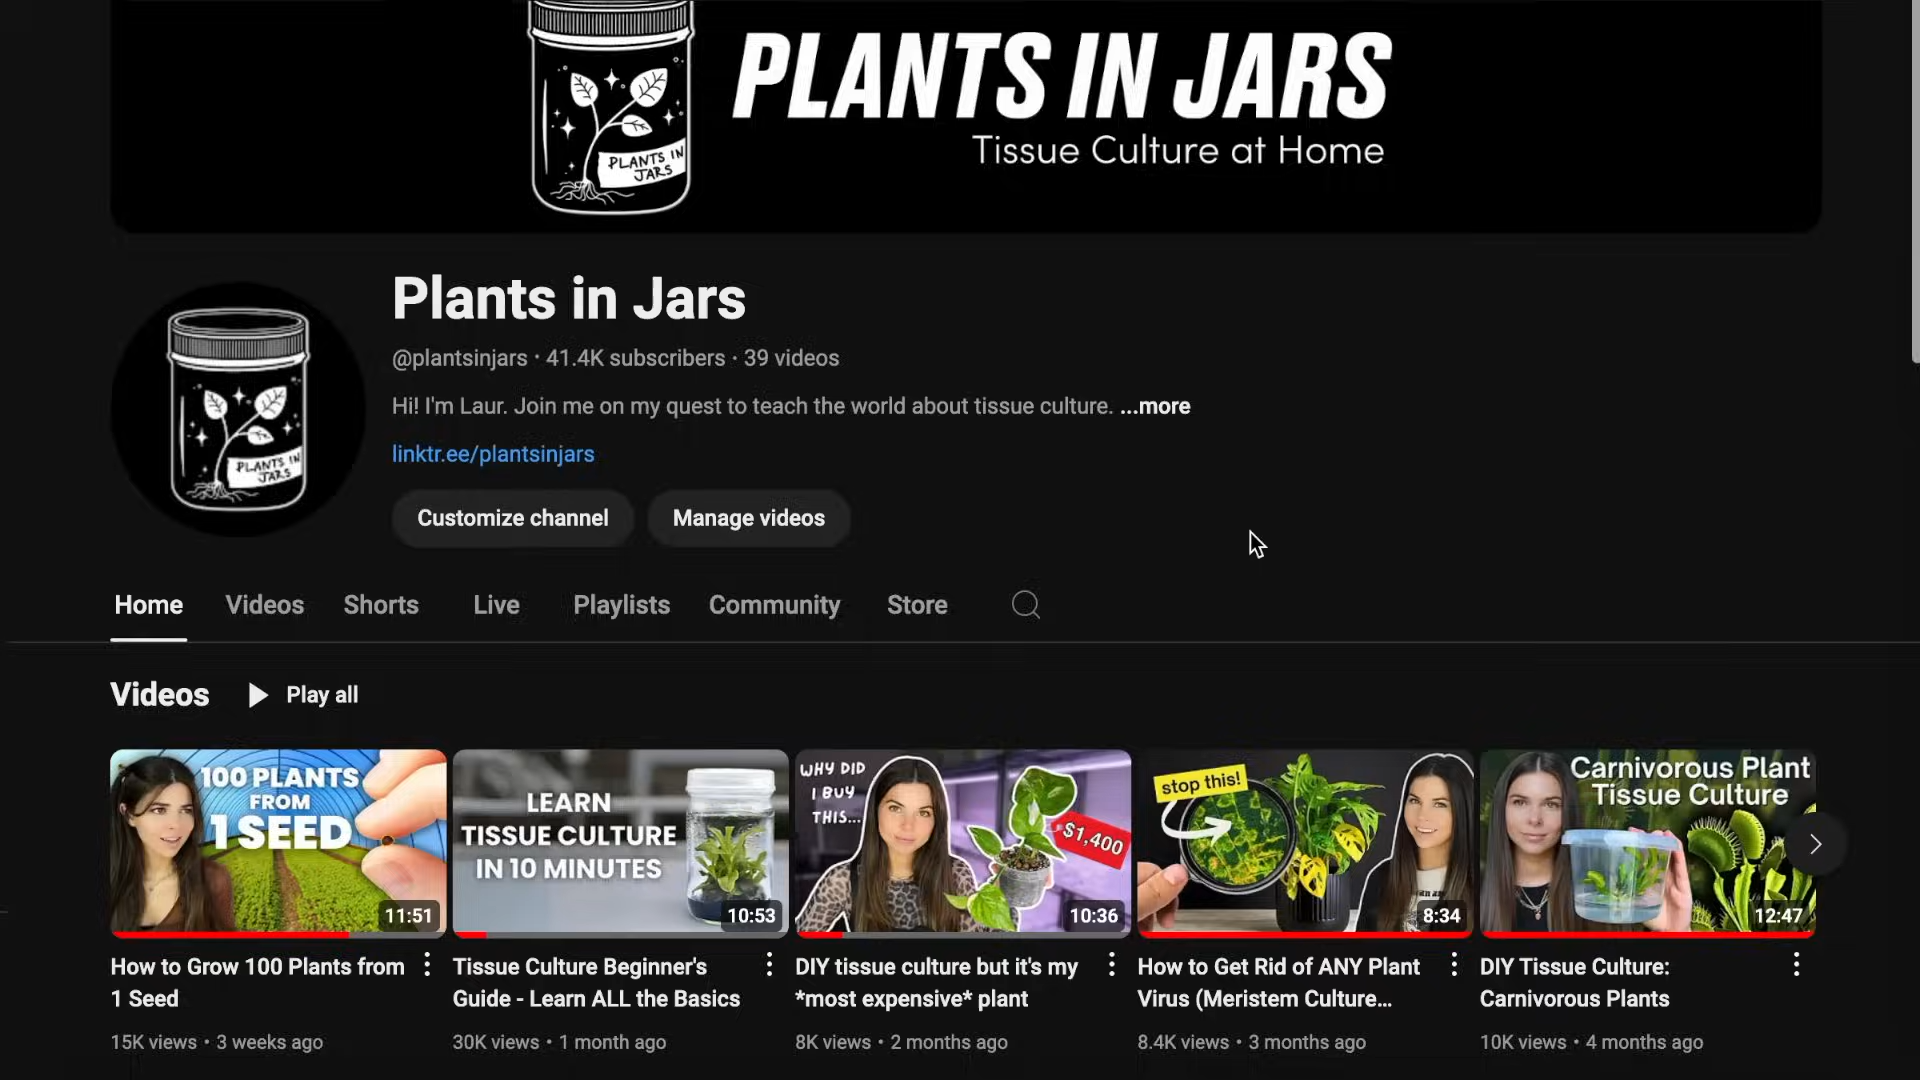 PLANTS IN JARS
Tissue Culture at Home
PLANTS IN
JARS
Plants in Jars
@plantsinjars · 41.4K subscribers · 39 videos
Hi! I'm Laur. Join me on my quest to teach the world about tissue culture. ...more
linktr.ee/plantsinjars
PLANTS IN
JARS
Customize channel Manage videos
Home Videos Shorts Live Playlists Community Store
Videos Play all
100 PLANTS
FROM
1 SEED
11:51
LEARN
TISSUE CULTURE
IN 10 MINUTES
10:53
WHY DID
I BUY
THIS...
$1,400
10:36
stop this!
8:34
Carnivorous Plant
Tissue Culture
12:47
How to Grow 100 Plants from
1 Seed
15K views · 3 weeks ago
Tissue Culture Beginner's
Guide - Learn ALL the Basics
30K views · 1 month ago
DIY tissue culture but it's my
*most expensive* plant
8K views · 2 months ago
How to Get Rid of ANY Plant
Virus (Meristem Culture...
8.4K views · 3 months ago
DIY Tissue Culture:
Carnivorous Plants
10K views · 4 months ago